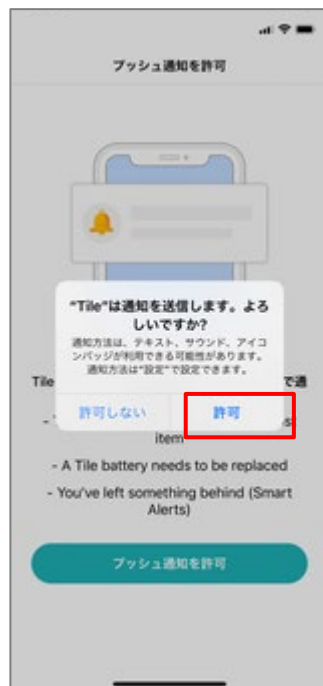 プッシュ通知を許可
"Tile"は通知を送信します。よろ
しいですか?
通知方法は、テキスト、サウンド、アイコ
ンバッジが利用できる可能性があります。
通知方法は"設定"で設定できます。
Tile で通
許可しない 許可
-
item
- A Tile battery needs to be replaced
- You've left something behind (Smart
Alerts)
プッシュ通知を許可